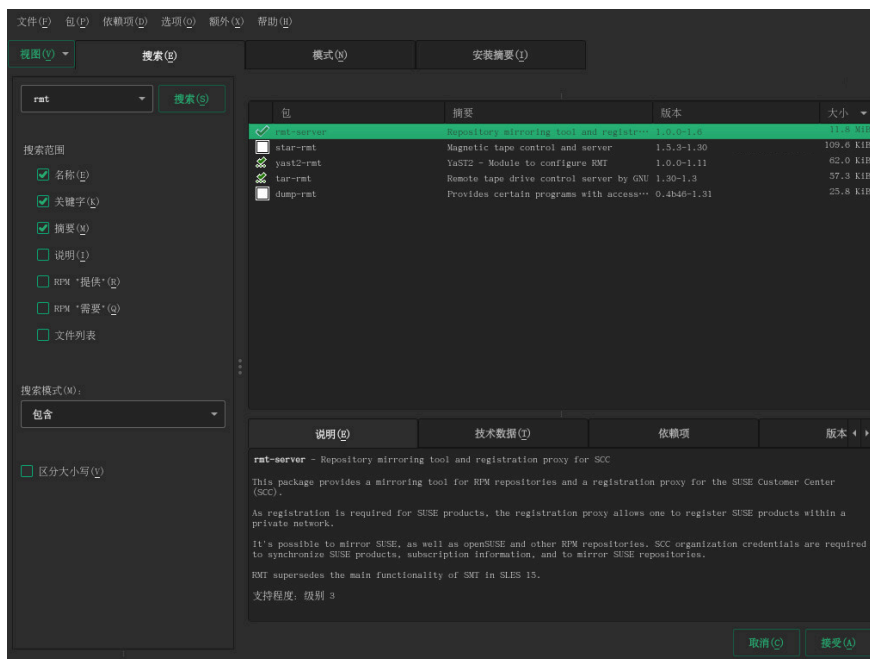 文件(F) 包(P) 依赖项(D) 选项(O) 额外(X) 帮助(H)
视图(V) 搜索(E) 模式(N) 安装摘要(I)
rmt 搜索(S)
搜索范围
名称(E)
关键字(K)
摘要(M)
说明(I)
RPM "提供"(R)
RPM "需要"(Q)
文件列表
搜索模式(M):
包含
区分大小写(V)
包 摘要 版本 大小
rmt-server Repository mirroring tool and registr⋯ 1.0.0-1.6 11.8 MiB
star-rmt Magnetic tape control and server 1.5.3-1.30 109.6 KiB
yast2-rmt YaST2 - Module to configure RMT 1.0.0-1.11 62.0 KiB
tar-rmt Remote tape drive control server by GNU 1.30-1.3 57.3 KiB
dump-rmt Provides certain programs with access⋯ 0.4b46-1.31 25.8 KiB
说明(E) 技术数据(T) 依赖项 版本
rmt-server - Repository mirroring tool and registration proxy for SCC
This package provides a mirroring tool for RPM repositories and a registration proxy for the SUSE Customer Center
(SCC).
As registration is required for SUSE products, the registration proxy allows one to register SUSE products within a
private network.
It's possible to mirror SUSE, as well as openSUSE and other RPM repositories. SCC organization credentials are required
to synchronize SUSE products, subscription information, and to mirror SUSE repositories.
RMT supersedes the main functionality of SMT in SLES 15.
支持程度: 级别 3
取消(C) 接受(A)